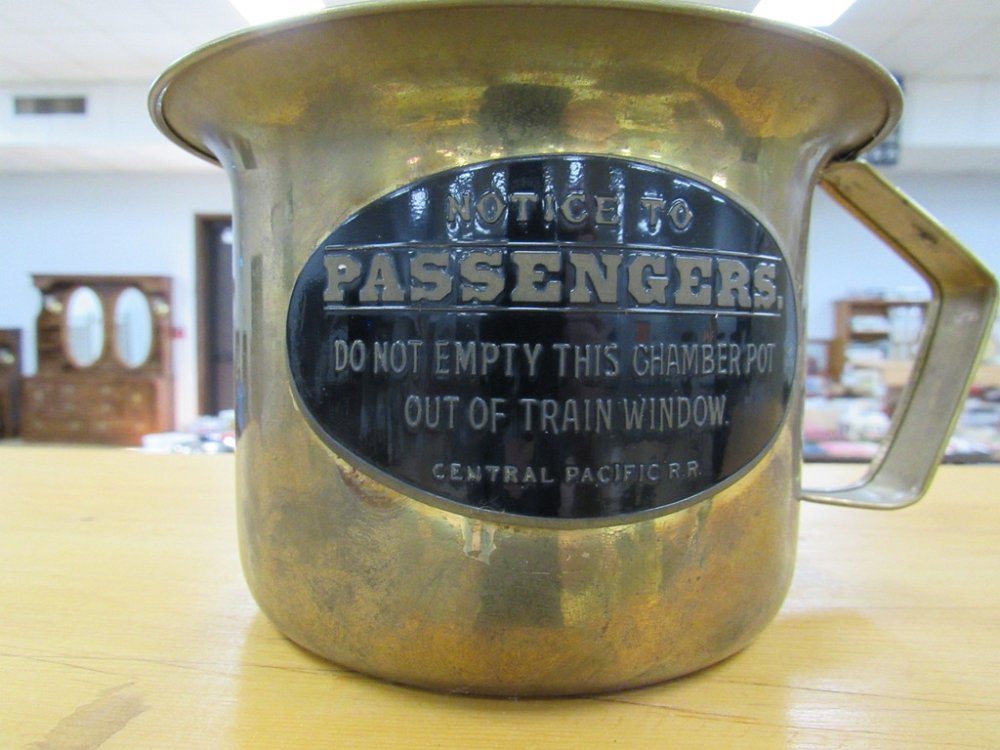 NOTICE TO
PASSENGERS.
DO NOT EMPTY THIS CHAMBER POT
OUT OF TRAIN WINDOW.
CENTRAL PACIFIC R.R.